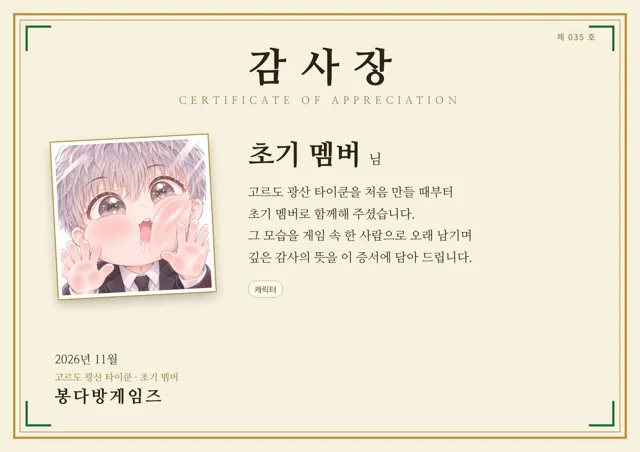 제 035 호
감사장
CERTIFICATE OF APPRECIATION
초기 멤버 님
고르도 광산 타이쿤을 처음 만들 때부터
초기 멤버로 함께해 주셨습니다.
그 모습을 게임 속 한 사람으로 오래 남기며
깊은 감사의 뜻을 이 증서에 담아 드립니다.
캐릭터
2026년 11월
고르도 광산 타이쿤 · 초기 멤버
봉다방게임즈